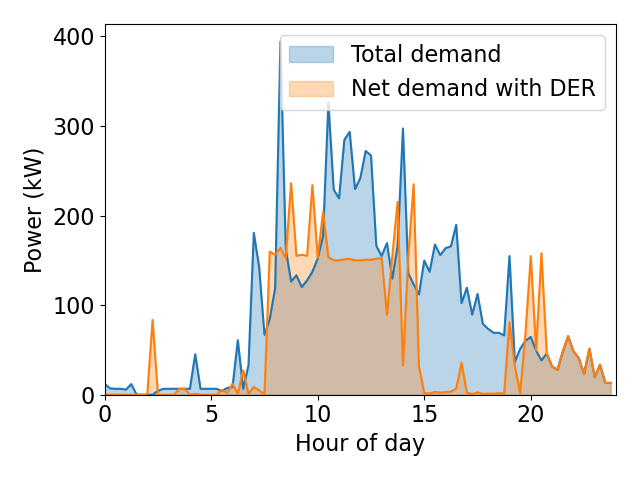 Total demand
Net demand with DER
Power (kW)
400
300
200
100
0
0 5 10 15 20
Hour of day